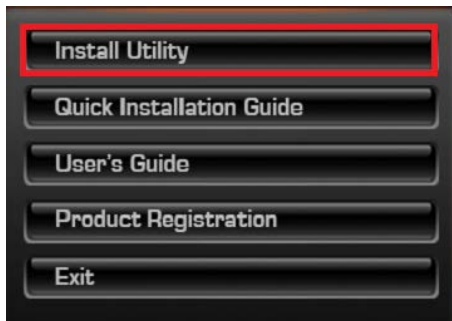 Install Utility
Quick Installation Guide
User's Guide
Product Registration
Exit